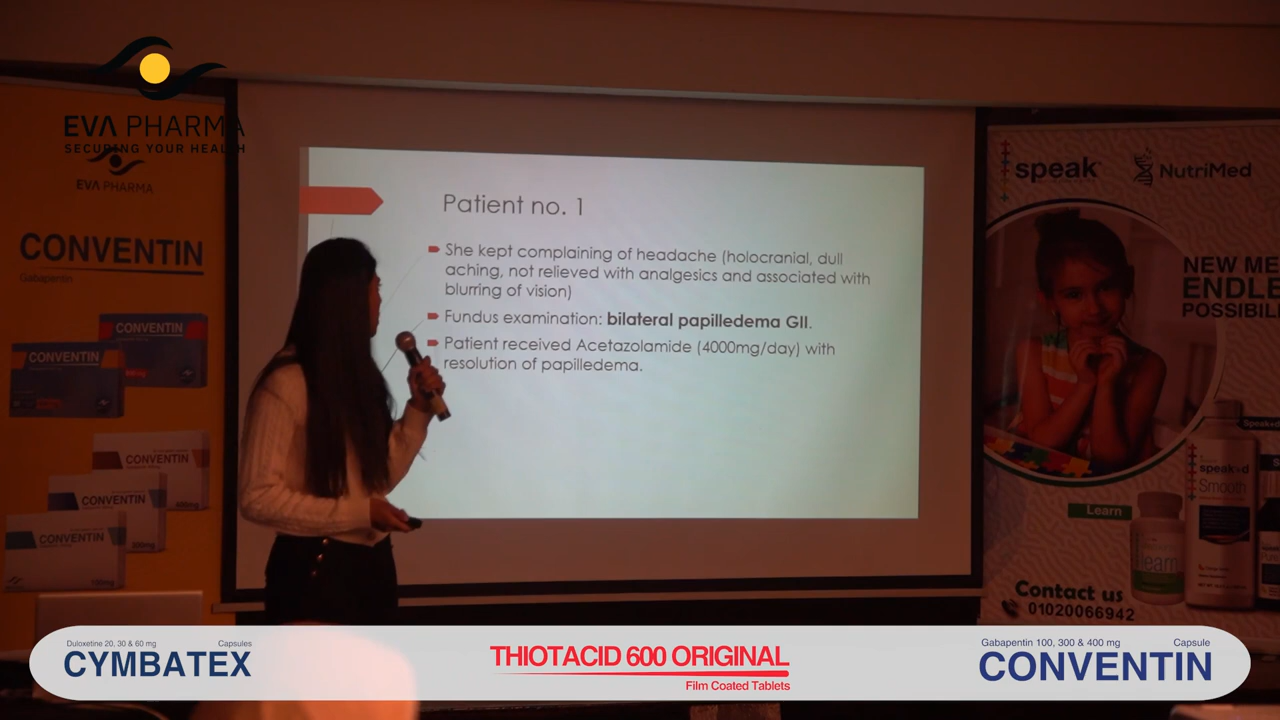 EVA PHARMA
SECURING YOUR HEALTH
EVA PHARMA
CONVENTIN
Gabapentin
CONVENTIN
CONVENTIN
CONVENTIN
CONVENTIN
300mg
CONVENTIN
100mg
Patient no. 1
She kept complaining of headache (holocranial, dull
aching, not relieved with analgesics and associated with
blurring of vision)
Fundus examination: bilateral papilledema GII.
Patient received Acetazolamide (4000mg/day) with
resolution of papilledema.
speak
NutriMed
NEW ME
ENDLE
POSSIBIL
speak
Smooth
Learn
Contact us
01020066942
Duloxetine 20, 30 & 60 mg Capsules
CYMBATEX
THIOTACID 600 ORIGINAL
Film Coated Tablets
Gabapentin 100, 300 & 400 mg Capsule
CONVENTIN